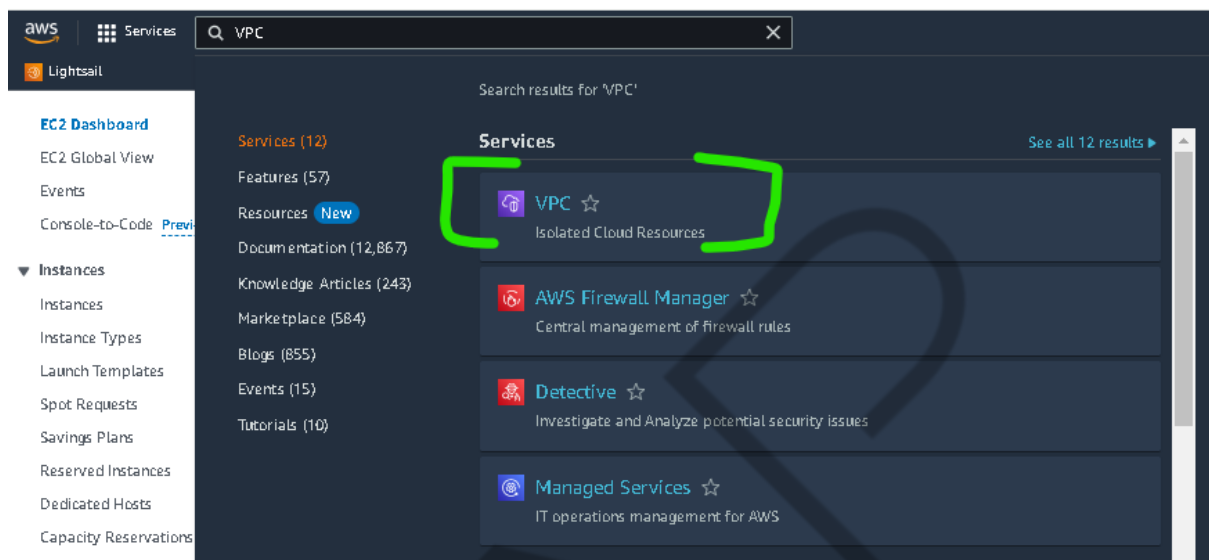 aws
Services
VPC
Lightsail
Search results for 'VPC'
EC2 Dashboard
EC2 Global View
Events
Console-to-Code Previ
Instances
Instances
Instance Types
Launch Templates
Spot Requests
Savings Plans
Reserved Instances
Dedicated Hosts
Capacity Reservations
Services (12)
Features (57)
Resources New
Documentation (12,867)
Knowledge Articles (243)
Marketplace (584)
Blogs (855)
Events (15)
Tutorials (10)
Services
See all 12 results
VPC
Isolated Cloud Resources
AWS Firewall Manager
Central management of firewall rules
Detective
Investigate and Analyze potential security issues
Managed Services
IT operations management for AWS